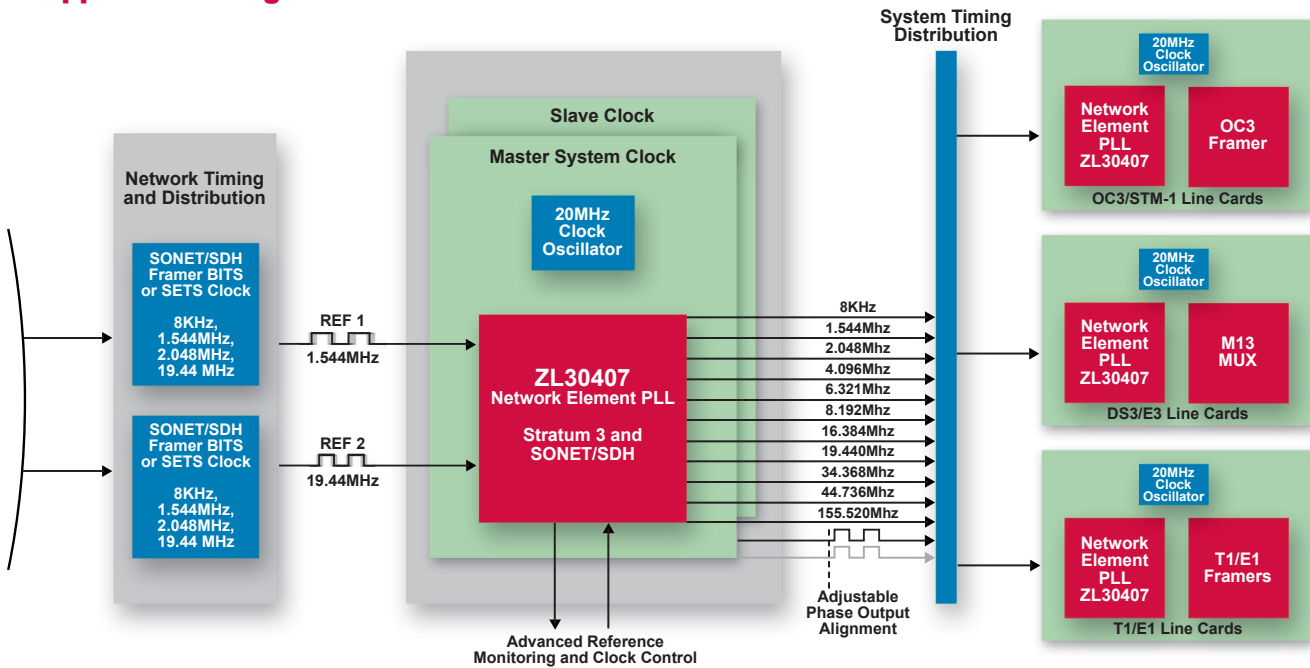 System Timing
Distribution
Network Timing
and Distribution
SONET/SDH
Framer BITS
or SETS Clock
8KHz,
1.544MHz,
2.048MHz,
19.44 MHz
SONET/SDH
Framer BITS
or SETS Clock
8KHz,
1.544MHz,
2.048MHz,
19.44 MHz
REF 1
1.544MHz
REF 2
19.44MHz
Slave Clock
Master System Clock
20MHz
Clock
Oscillator
ZL30407
Network Element PLL
Stratum 3 and
SONET/SDH
Advanced Reference
Monitoring and Clock Control
8KHz
1.544Mhz
2.048Mhz
4.096Mhz
6.321Mhz
8.192Mhz
16.384Mhz
19.440Mhz
34.368Mhz
44.736Mhz
155.520Mhz
Adjustable
Phase Output
Alignment
20MHz
Clock
Oscillator
Network
Element
PLL
ZL30407
OC3
Framer
OC3/STM-1 Line Cards
20MHz
Clock
Oscillator
Network
Element
PLL
ZL30407
M13
MUX
DS3/E3 Line Cards
20MHz
Clock
Oscillator
Network
Element
PLL
ZL30407
T1/E1
Framers
T1/E1 Line Cards